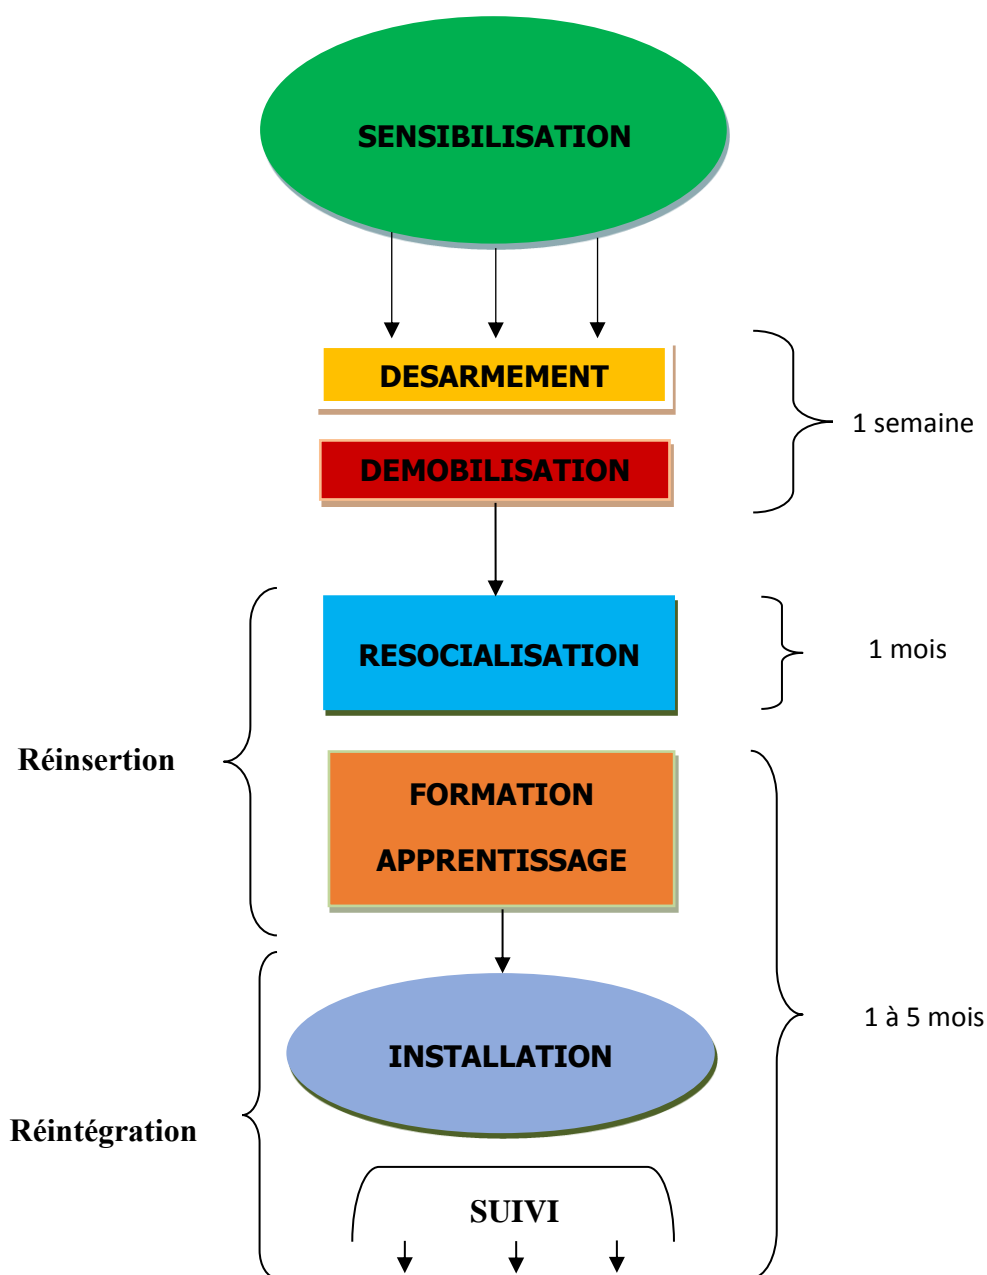 SENSIBILISATION
DESARMEMENT
1 semaine
DEMOBILISATION
RESOCIALISATION
1 mois
Réinsertion
FORMATION
APPRENTISSAGE
INSTALLATION
1 à 5 mois
Réintégration
SUIVI